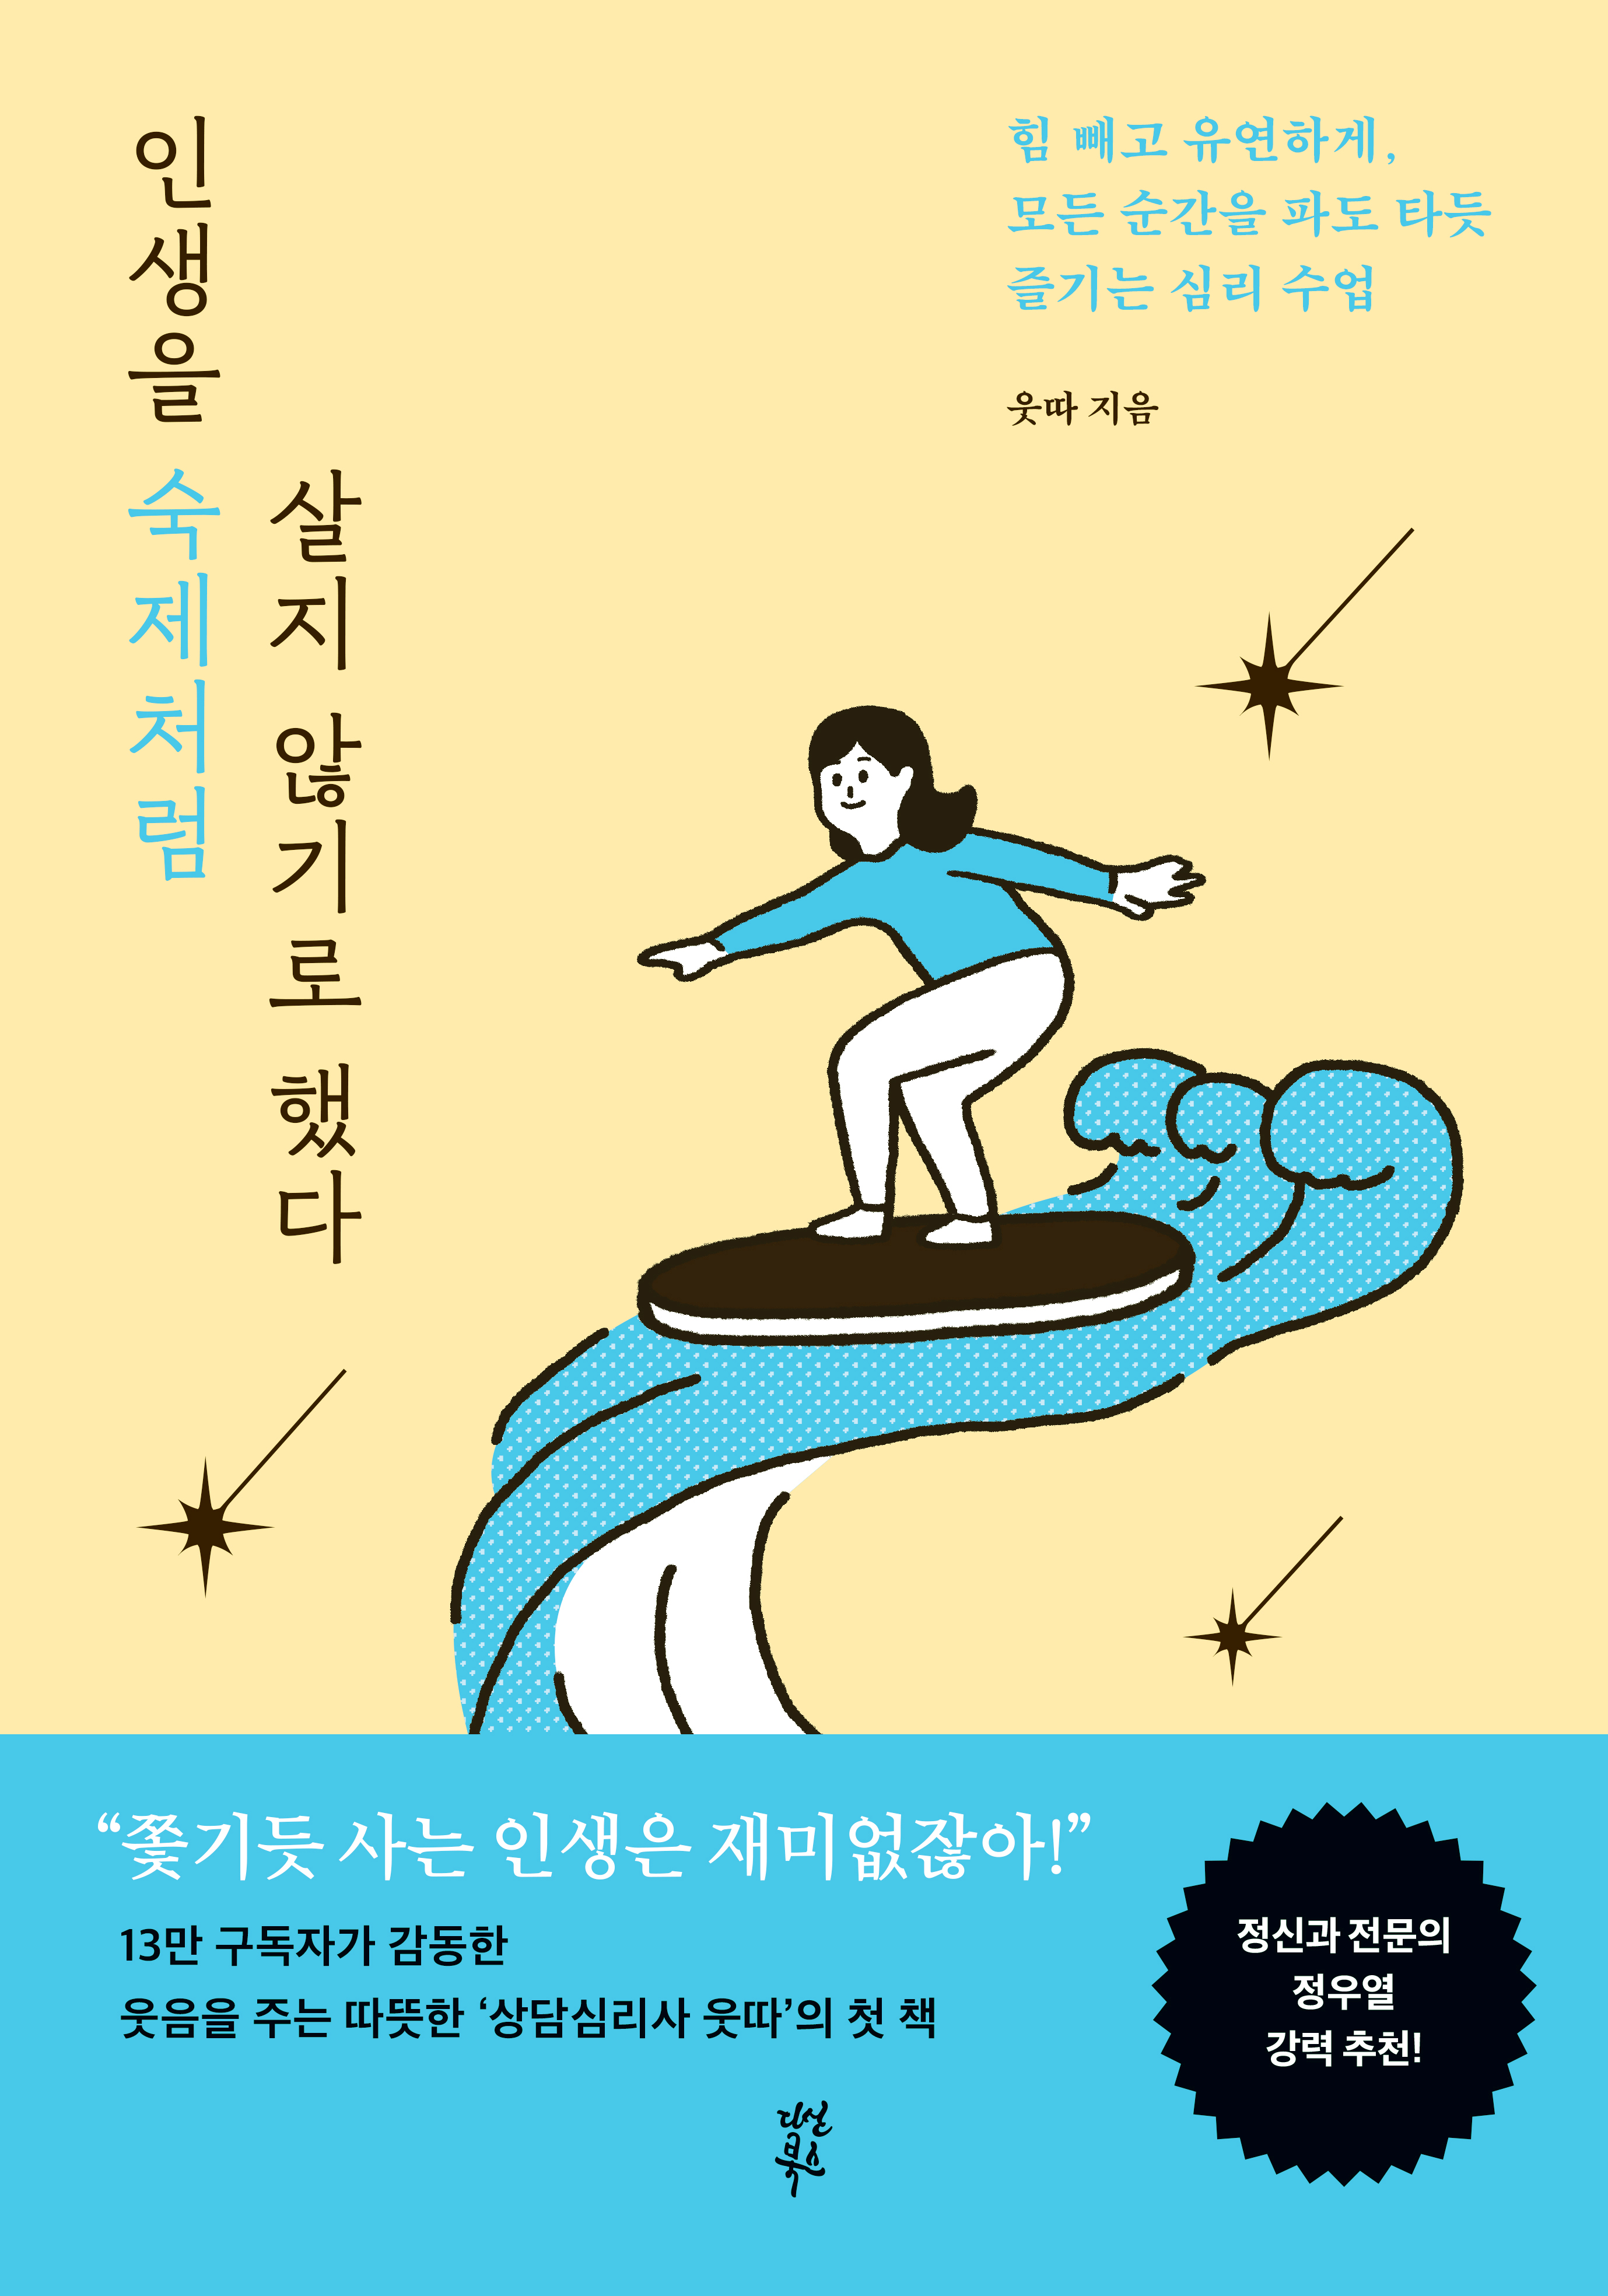 인생을 숙제처럼
살지 않기로 했다
힘 빼고 유연하게,
모든 순간을 파도 타듯
즐기는 심리 수업
웃따 지음
“쫓기듯 사는 인생은 재미없잖아!”
13만 구독자가 감동한
웃음을 주는 따뜻한 ‘상담심리사 웃따’의 첫 책
정신과 전문의
정우열
강력 추천!
다산
북스